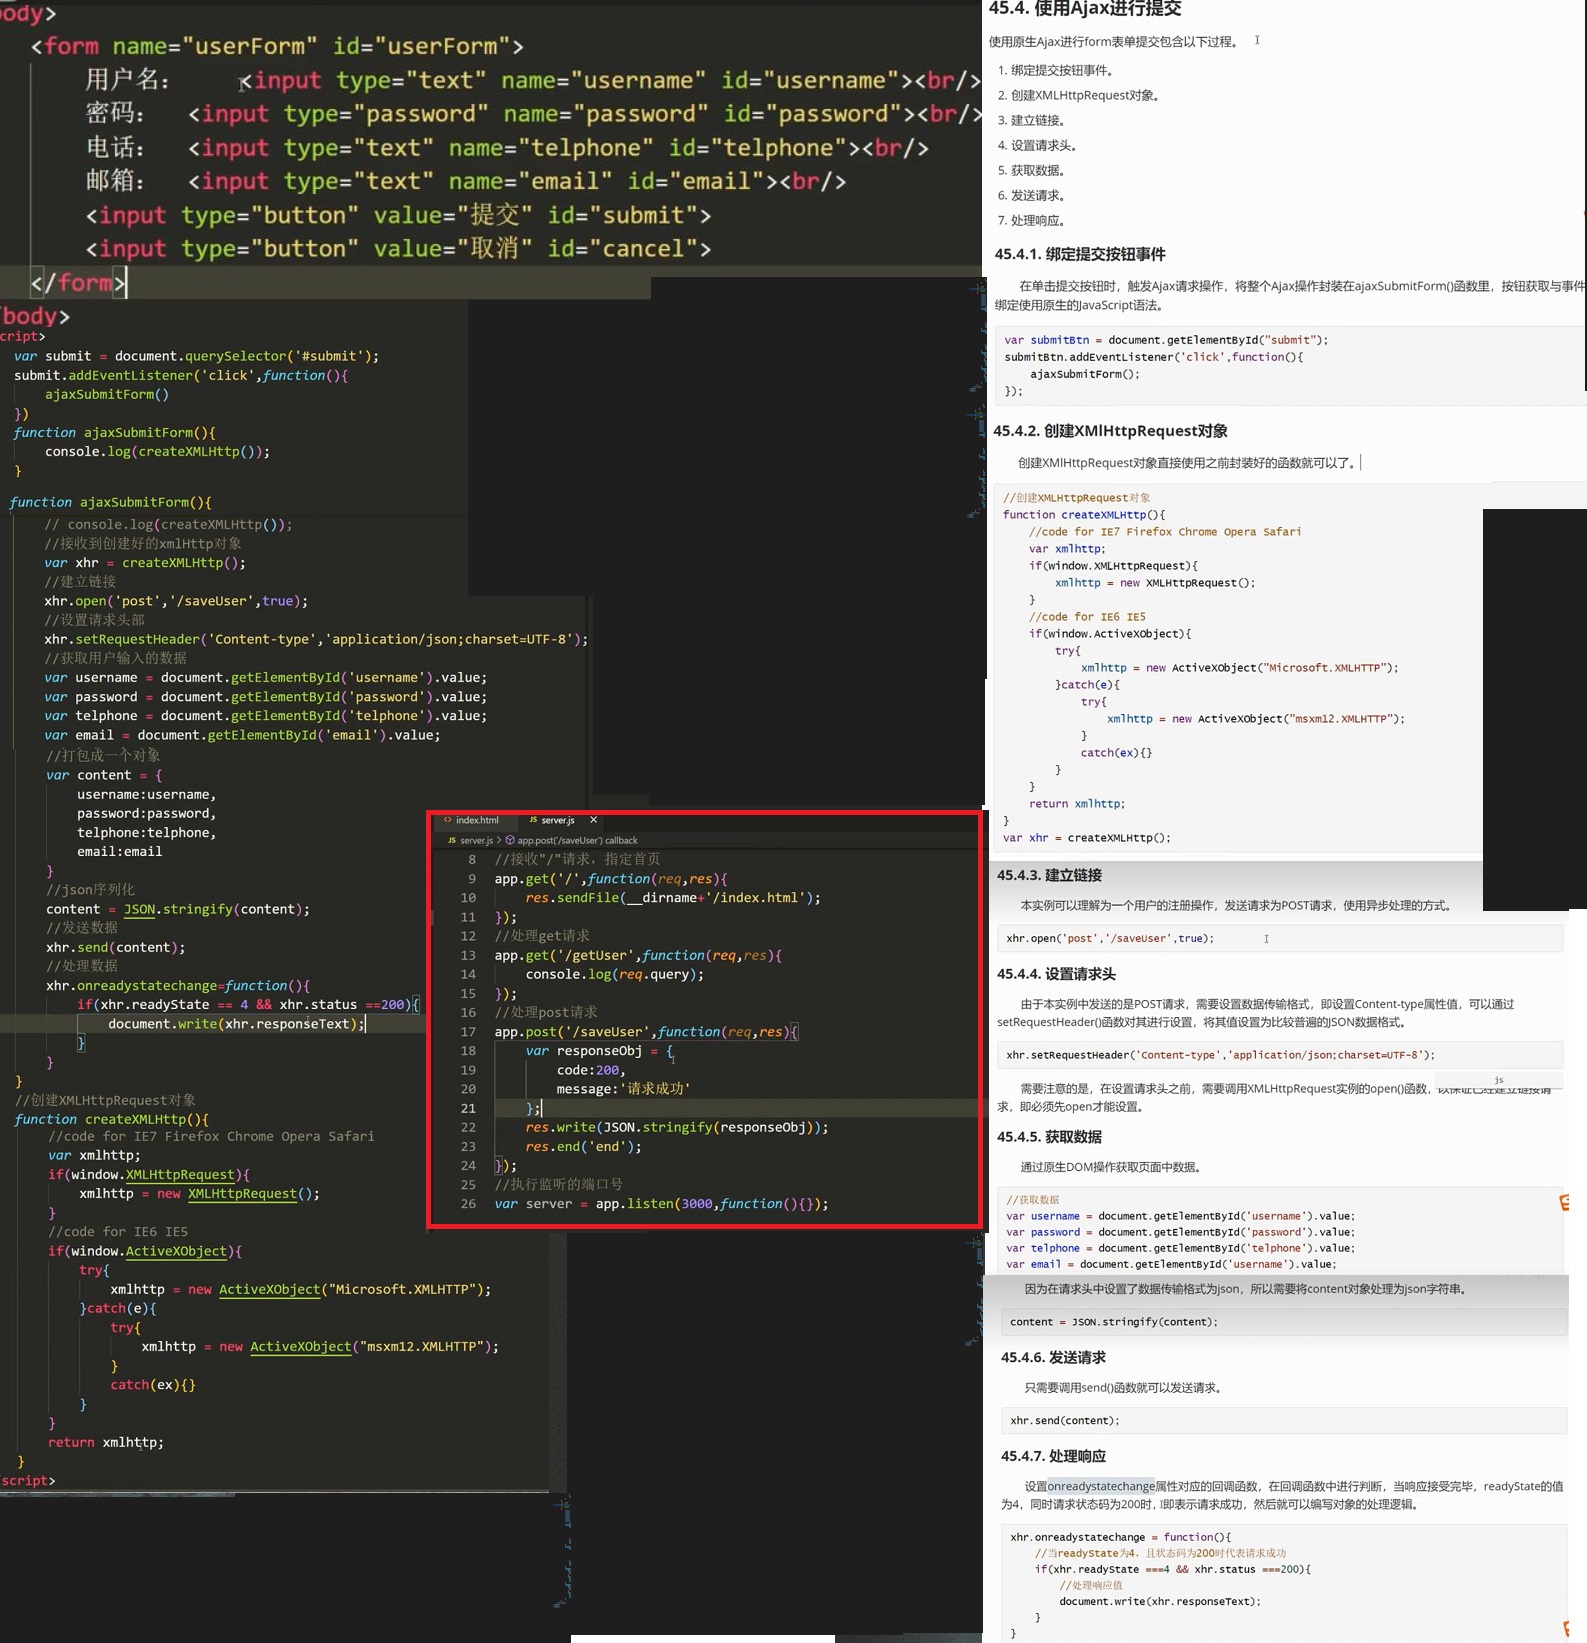 body>
<form name="userForm" id="userForm">
用户名： <input type="text" name="username" id="username"><br/>
密码： <input type="password" name="password" id="password"><br/>
电话： <input type="text" name="telphone" id="telphone"><br/>
邮箱： <input type="text" name="email" id="email"><br/>
<input type="button" value="提交" id="submit">
<input type="button" value="取消" id="cancel">
</form>
/body>
cript>
var submit = document.querySelector('#submit');
submit.addEventListener('click',function(){
ajaxSubmitForm()
})
function ajaxSubmitForm(){
console.log(createXMLHttp());
}
function ajaxSubmitForm(){
// console.log(createXMLHttp());
//接收到创建好的xmlHttp对象
var xhr = createXMLHttp();
//建立链接
xhr.open('post','/saveUser',true);
//设置请求头部
xhr.setRequestHeader('Content-type','application/json;charset=UTF-8');
//获取用户输入的数据
var username = document.getElementById('username').value;
var password = document.getElementById('password').value;
var telphone = document.getElementById('telphone').value;
var email = document.getElementById('email').value;
//打包成一个对象
var content = {
username:username,
password:password,
telphone:telphone,
email:email
}
//json序列化
content = JSON.stringify(content);
//发送数据
xhr.send(content);
//处理数据
xhr.onreadystatechange=function(){
if(xhr.readyState == 4 && xhr.status ==200){
document.write(xhr.responseText);
}
}
}
//创建XMLHttpRequest对象
function createXMLHttp(){
//code for IE7 Firefox Chrome Opera Safari
var xmlhttp;
if(window.XMLHttpRequest){
xmlhttp = new XMLHttpRequest();
}
//code for IE6 IE5
if(window.ActiveXObject){
try{
xmlhttp = new ActiveXObject("Microsoft.XMLHTTP");
}catch(e){
try{
xmlhttp = new ActiveXObject("msxm12.XMLHTTP");
}
catch(ex){}
}
}
return xmlhttp;
}
script>
index.html JS server.js ×
JS server.js > app.post('/saveUser') callback
8 //接收"/"请求，指定首页
9 app.get('/',function(req,res){
10 res.sendFile(__dirname+'/index.html');
11 });
12 //处理get请求
13 app.get('/getUser',function(req,res){
14 console.log(req.query);
15 });
16 //处理post请求
17 app.post('/saveUser',function(req,res){
18 var responseObj = {
19 code:200,
20 message:'请求成功'
21 };
22 res.write(JSON.stringify(responseObj));
23 res.end('end');
24 });
25 //执行监听的端口号
26 var server = app.listen(3000,function(){});
45.4. 使用Ajax进行提交
使用原生Ajax进行form表单提交包含以下过程。
1. 绑定提交按钮事件。
2. 创建XMLHttpRequest对象。
3. 建立链接。
4. 设置请求头。
5. 获取数据。
6. 发送请求。
7. 处理响应。
45.4.1. 绑定提交按钮事件
在单击提交按钮时，触发Ajax请求操作，将整个Ajax操作封装在ajaxSubmitForm()函数里，按钮获取与事件
绑定使用原生的JavaScript语法。
var submitBtn = document.getElementById("submit");
submitBtn.addEventListener('click',function(){
ajaxSubmitForm();
});
45.4.2. 创建XMlHttpRequest对象
创建XMlHttpRequest对象直接使用之前封装好的函数就可以了。
//创建XMLHttpRequest对象
function createXMLHttp(){
//code for IE7 Firefox Chrome Opera Safari
var xmlhttp;
if(window.XMLHttpRequest){
xmlhttp = new XMLHttpRequest();
}
//code for IE6 IE5
if(window.ActiveXObject){
try{
xmlhttp = new ActiveXObject("Microsoft.XMLHTTP");
}catch(e){
try{
xmlhttp = new ActiveXObject("msxm12.XMLHTTP");
}
catch(ex){}
}
}
return xmlhttp;
}
var xhr = createXMLHttp();
45.4.3. 建立链接
本实例可以理解为一个用户的注册操作，发送请求为POST请求，使用异步处理的方式。
xhr.open('post','/saveUser',true);
45.4.4. 设置请求头
由于本实例中发送的是POST请求，需要设置数据传输格式，即设置Content-type属性值，可以通过
setRequestHeader()函数对其进行设置，将其值设置为比较普遍的JSON数据格式。
xhr.setRequestHeader('Content-type','application/json;charset=UTF-8');
js
需要注意的是，在设置请求头之前，需要调用XMLHttpRequest实例的open()函数，以保证已经建立链接请
求，即必须先open才能设置。
45.4.5. 获取数据
通过原生DOM操作获取页面中数据。
//获取数据
var username = document.getElementById('username').value;
var password = document.getElementById('password').value;
var telphone = document.getElementById('telphone').value;
var email = document.getElementById('username').value;
因为在请求头中设置了数据传输格式为json，所以需要将content对象处理为json字符串。
content = JSON.stringify(content);
45.4.6. 发送请求
只需要调用send()函数就可以发送请求。
xhr.send(content);
45.4.7. 处理响应
设置onreadystatechange属性对应的回调函数，在回调函数中进行判断，当响应接受完毕，readyState的值
为4，同时请求状态码为200时，即表示请求成功，然后就可以编写对象的处理逻辑。
xhr.onreadystatechange = function(){
//当readyState为4，且状态码为200时代表请求成功
if(xhr.readyState ===4 && xhr.status ===200){
//处理响应值
document.write(xhr.responseText);
}
}